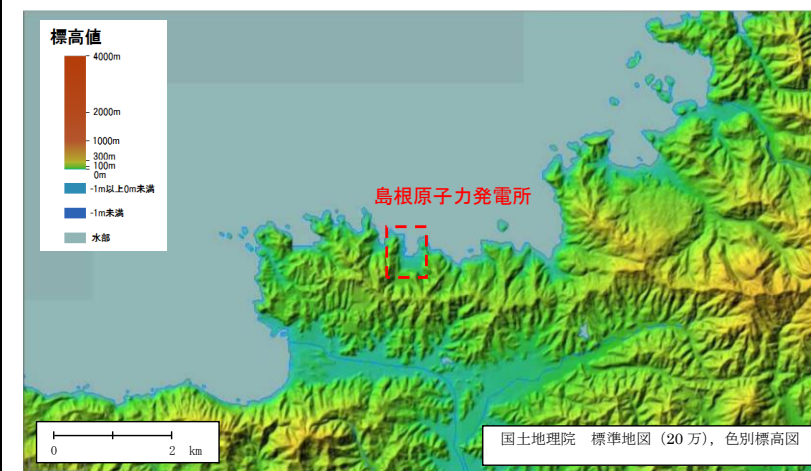 標高値
4000m
2000m
1000m
300m
100m
0m
-1m以上0m未満
-1m未満
水部
島根原子力発電所
0 2 km
国土地理院 標準地図（20 万），色別標高図